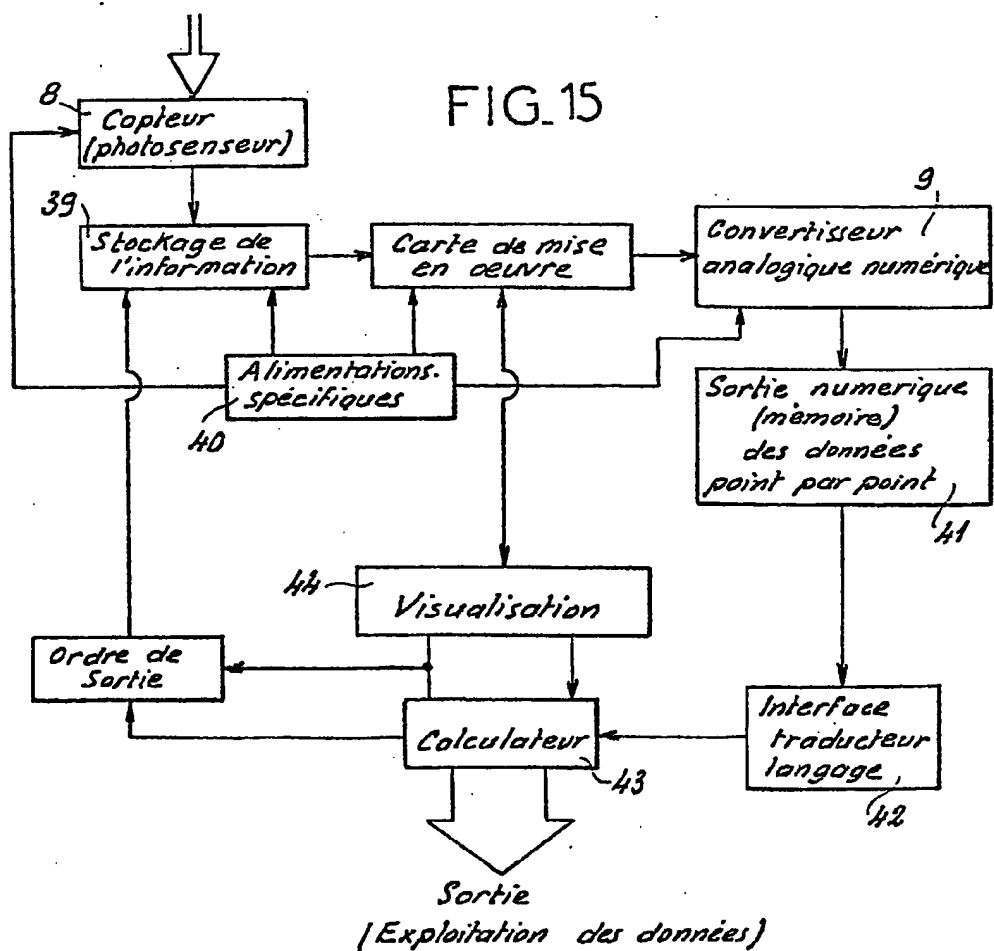 FIG_15
8
Capteur
(photosenseur)
39
Stockage de
l'information
Carte de mise
en oeuvre
9
Convertisseur
analogique numérique
Alimentations.
spécifiques
40
Sortie numerique
(mémoire)
des données
point par point
41
44
Visualisation
Ordre de
Sortie
Calculateur
43
Interface
traducteur
langage
42
Sortie
(Exploitation des données)